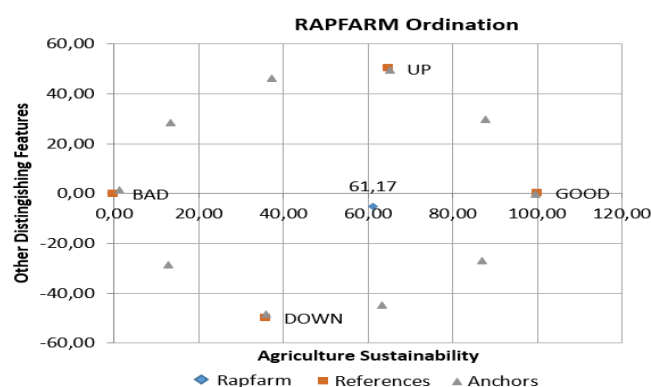 RAPFARM Ordination
60,00
UP
40,00
20,00
61,17
0,00
BAD
GOOD
0,00 20,00 40,00 60,00 80,00 100,00 120,00
-20,00
-40,00
DOWN
-60,00
Other Distingishing Features
Agriculture Sustainability
Rapfarm References Anchors